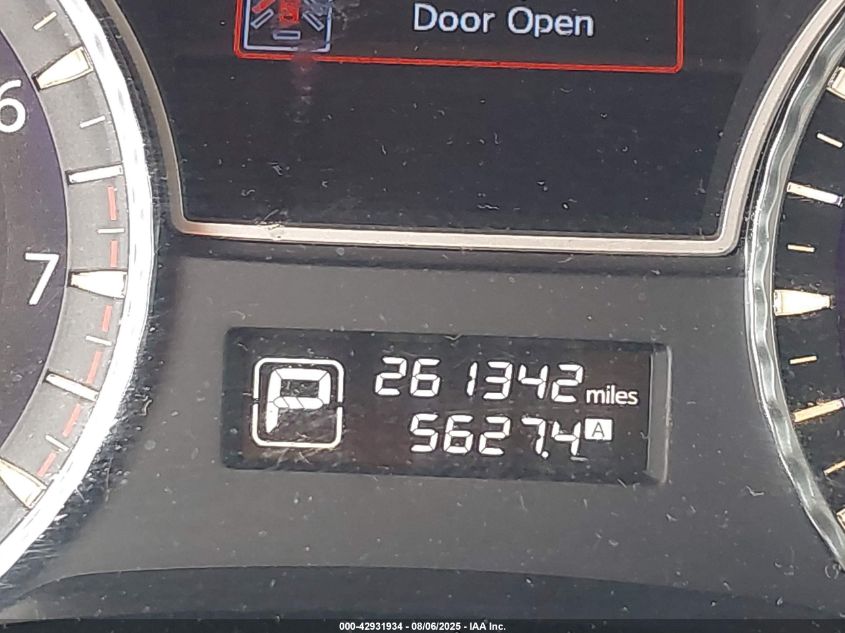 Door Open
6
7
P
261342 miles
5627.4 A
000-42931934 - 08/06/2025 - IAA Inc.